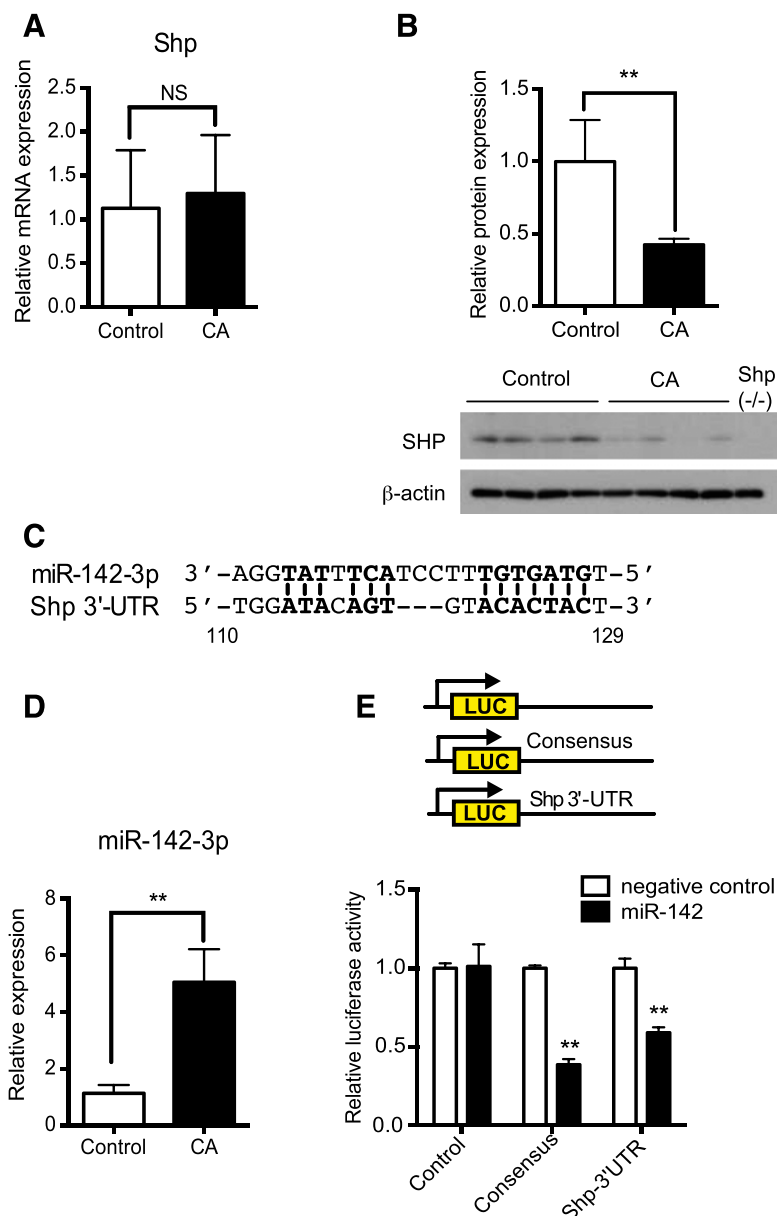 A
Shp
Relative mRNA expression
2.5
2.0
1.5
1.0
0.5
0.0
NS
Control CA
B
Relative protein expression
1.5
1.0
0.5
0.0
**
Control CA
Control CA Shp
(-/-)
SHP
β-actin
C
miR-142-3p 3’-AGGTATTTCATCCTTTGTGATGT-5’
Shp 3'-UTR 5’-TGGATACAGT---GTACACTACT-3’
110 129
D
miR-142-3p
Relative expression
8
6
4
2
0
**
Control CA
E
LUC
LUC Consensus
LUC Shp 3'-UTR
negative control
miR-142
Relative luciferase activity
1.5
1.0
0.5
0.0
**
**
Control
Consensus
Shp-3'UTR